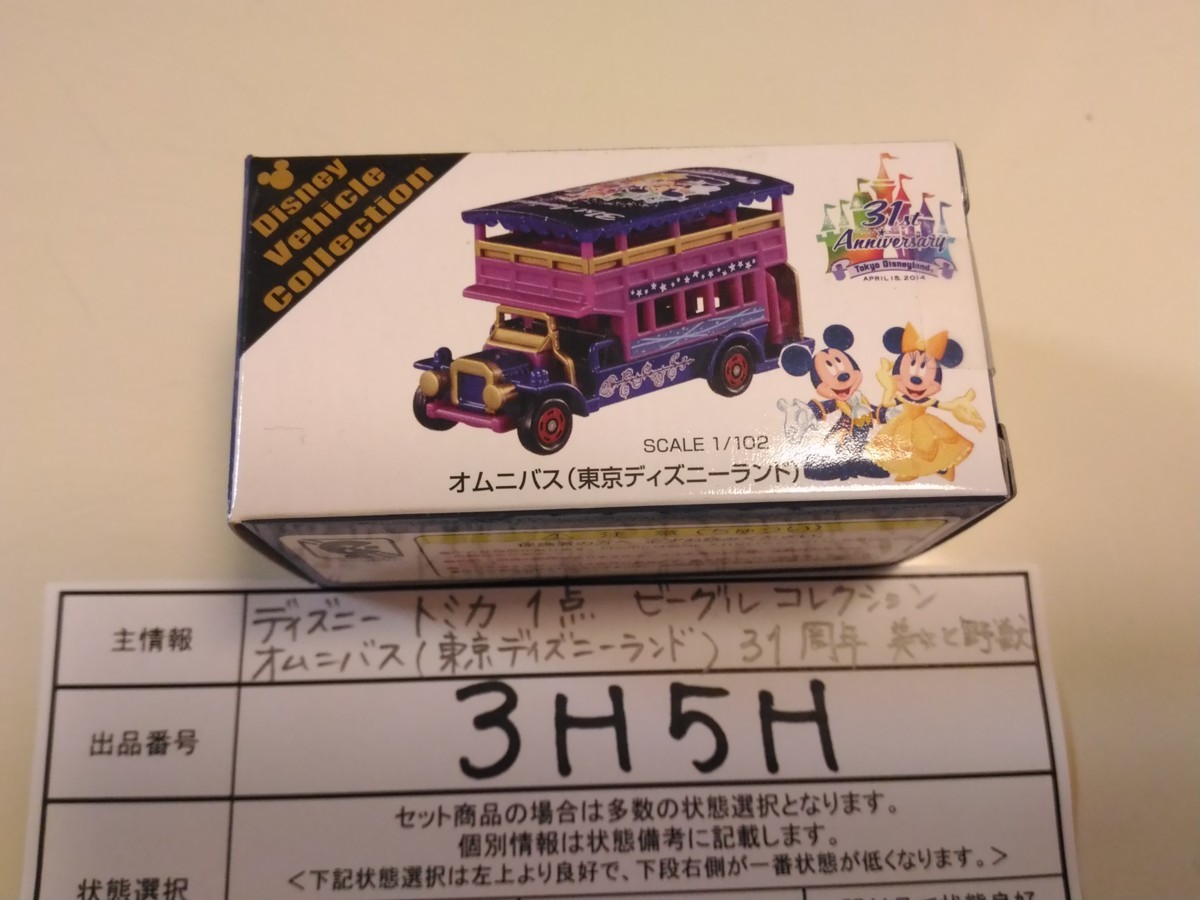 Disney
Vehicle
Collection
31st
Anniversary
Tokyo Disneyland
APRIL 15, 2014
SCALE 1/102
オムニバス(東京ディズニーランド)
主情報
ディズニー トミカ 1点 ビーグル コレクション
オムニバス(東京ディズニーランド) 31周年 美女と野獣
出品番号
3H5H
セット商品の場合は多数の状態選択となります。
個別情報は状態備考に記載します。
<下記状態選択は左上より良好で、下段右側が一番状態が低くなります。>
状態選択